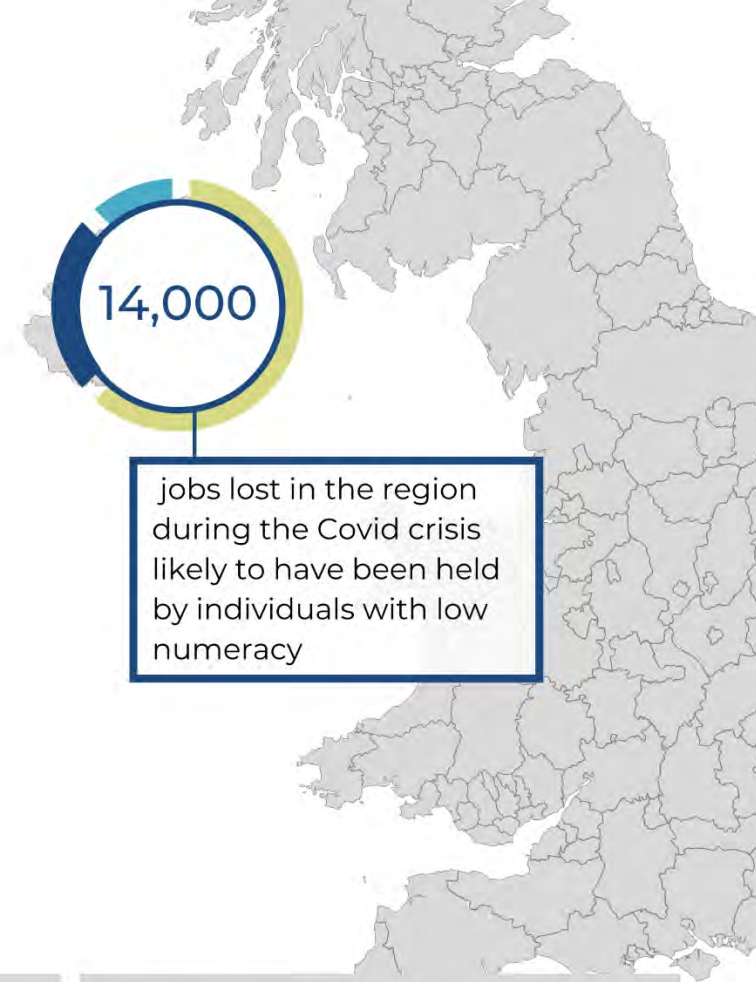 14,000
jobs lost in the region
during the Covid crisis
likely to have been held
by individuals with low
numeracy